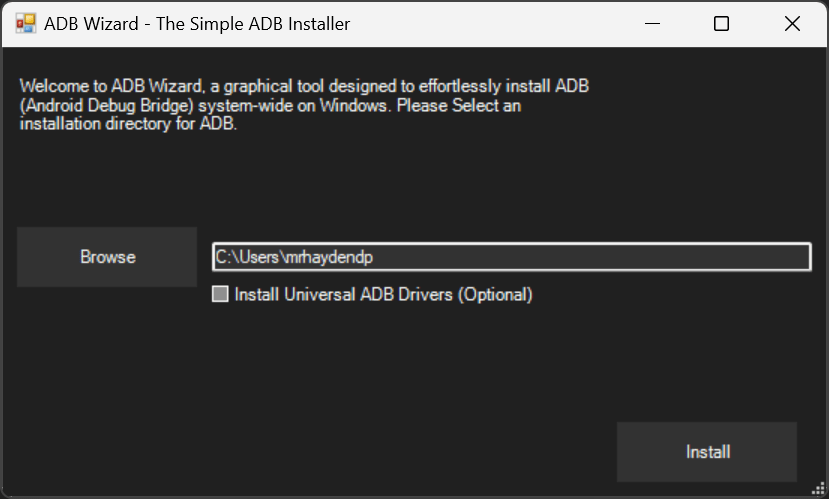 ADB Wizard - The Simple ADB Installer
Welcome to ADB Wizard, a graphical tool designed to effortlessly install ADB
(Android Debug Bridge) system-wide on Windows. Please Select an
installation directory for ADB.
Browse
C:\Users\mrhaydendp
Install Universal ADB Drivers (Optional)
Install